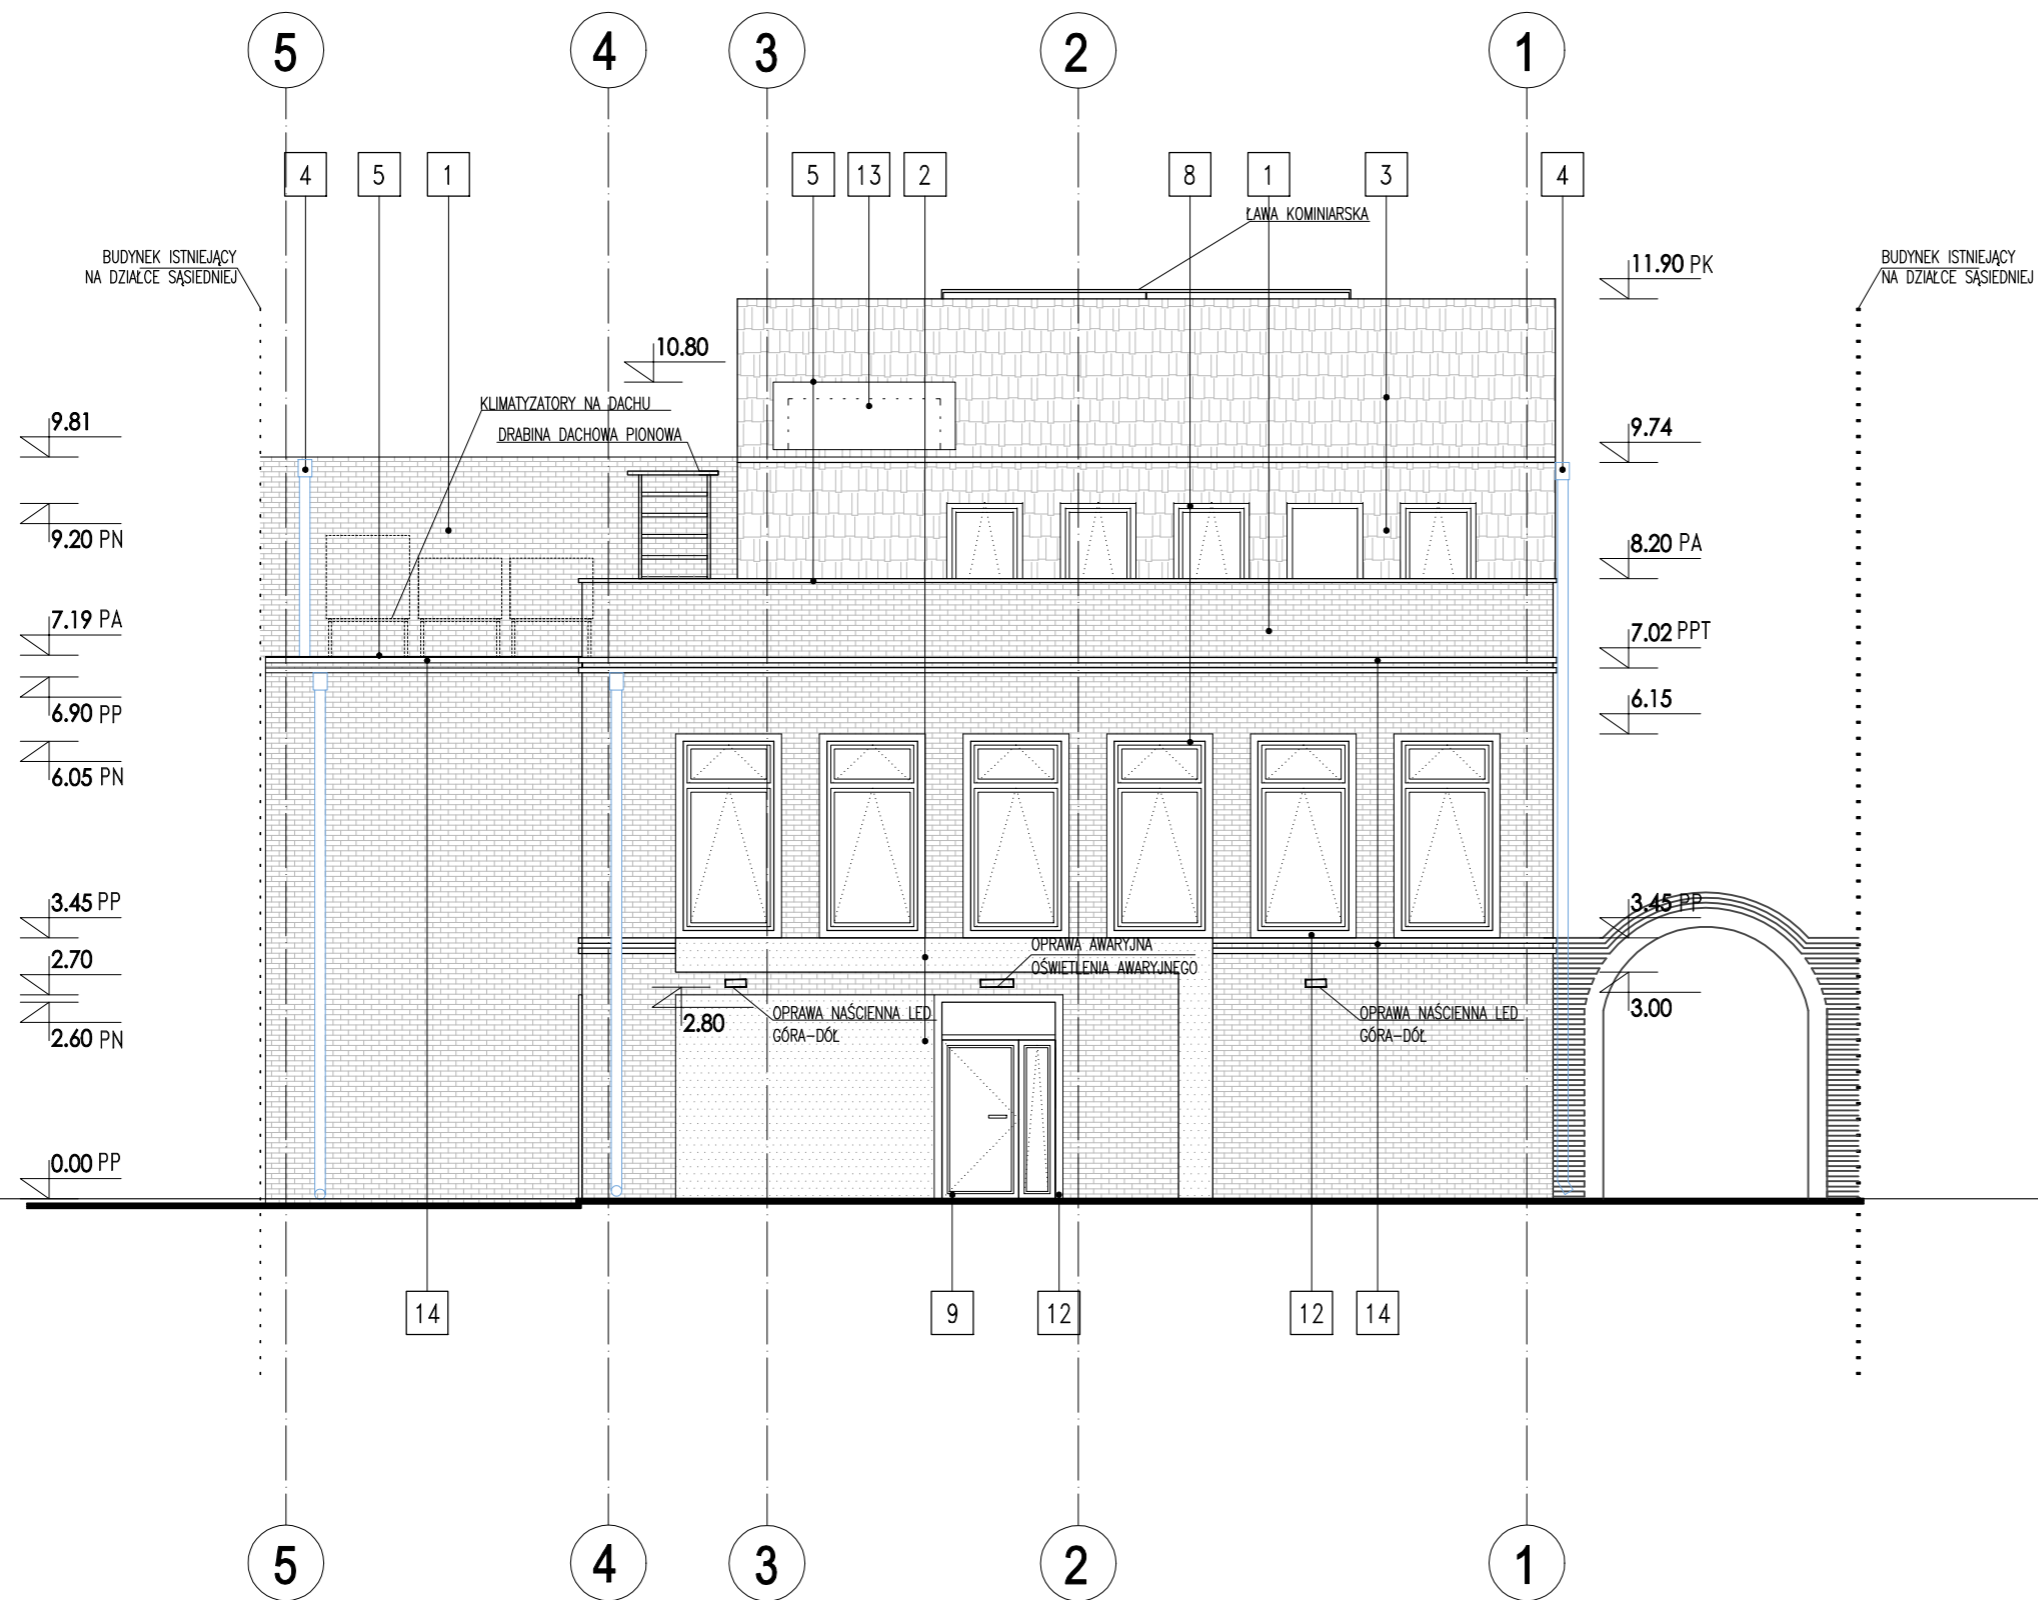 5 4 3 2 1
4 5 1 5 13 2 8 1 3 4
ŁAWA KOMINIARSKA
BUDYNEK ISTNIEJĄCY
NA DZIAŁCE SĄSIEDNIEJ
11.90 PK
BUDYNEK ISTNIEJĄCY
NA DZIAŁCE SĄSIEDNIEJ
10.80
KLIMATYZATORY NA DACHU
DRABINA DACHOWA PIONOWA
9.81
9.74
9.20 PN
8.20 PA
7.19 PA
7.02 PPT
6.90 PP
6.15
6.05 PN
3.45 PP
3.45 PP
2.70
OPRAWA AWARYJNA
OŚWIETLENIA AWARYJNEGO
3.00
2.80
OPRAWA NAŚCIENNA LED
GÓRA-DÓŁ
OPRAWA NAŚCIENNA LED
GÓRA-DÓŁ
2.60 PN
0.00 PP
14 9 12 12 14
5 4 3 2 1